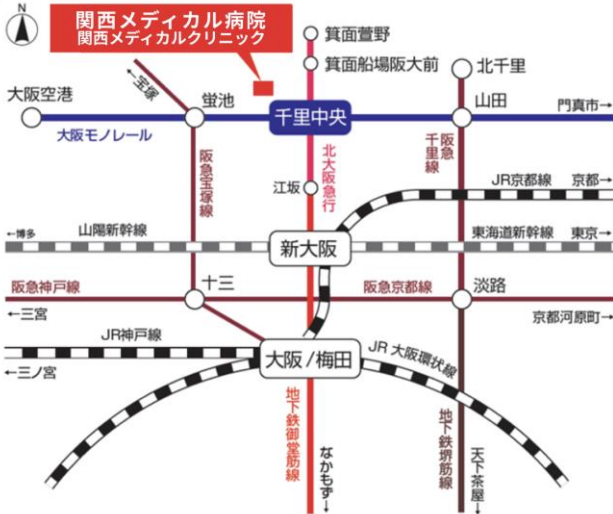 N
関西メディカル病院
関西メディカルクリニック
箕面萱野
箕面船場阪大前
北千里
←宝塚
大阪空港
蛍池
千里中央
山田
門真市→
大阪モノレール
阪急宝塚線
北大阪急行
阪急千里線
江坂
JR京都線
京都→
←博多
山陽新幹線
新大阪
東海道新幹線
東京→
阪急神戸線
十三
阪急京都線
淡路
←三宮
京都河原町→
JR神戸線
大阪/梅田
JR大阪環状線
←三ノ宮
地下鉄御堂筋線
なかもず→
地下鉄堺筋線
天下茶屋→